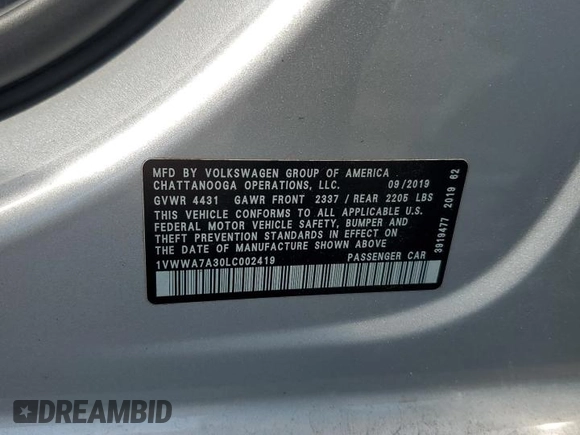 MFD BY VOLKSWAGEN GROUP OF AMERICA
CHATTANOOGA OPERATIONS, LLC. 09/2019
GVWR 4431 GAWR FRONT 2337 / REAR 2205 LBS
THIS VEHICLE CONFORMS TO ALL APPLICABLE U.S.
FEDERAL MOTOR VEHICLE SAFETY, BUMPER AND
THEFT PREVENTION STANDARDS IN EFFECT ON
THE DATE OF MANUFACTURE SHOWN ABOVE
1VWWA7A30LC002419 PASSENGER CAR
3919477 2019 62
DREAMBID